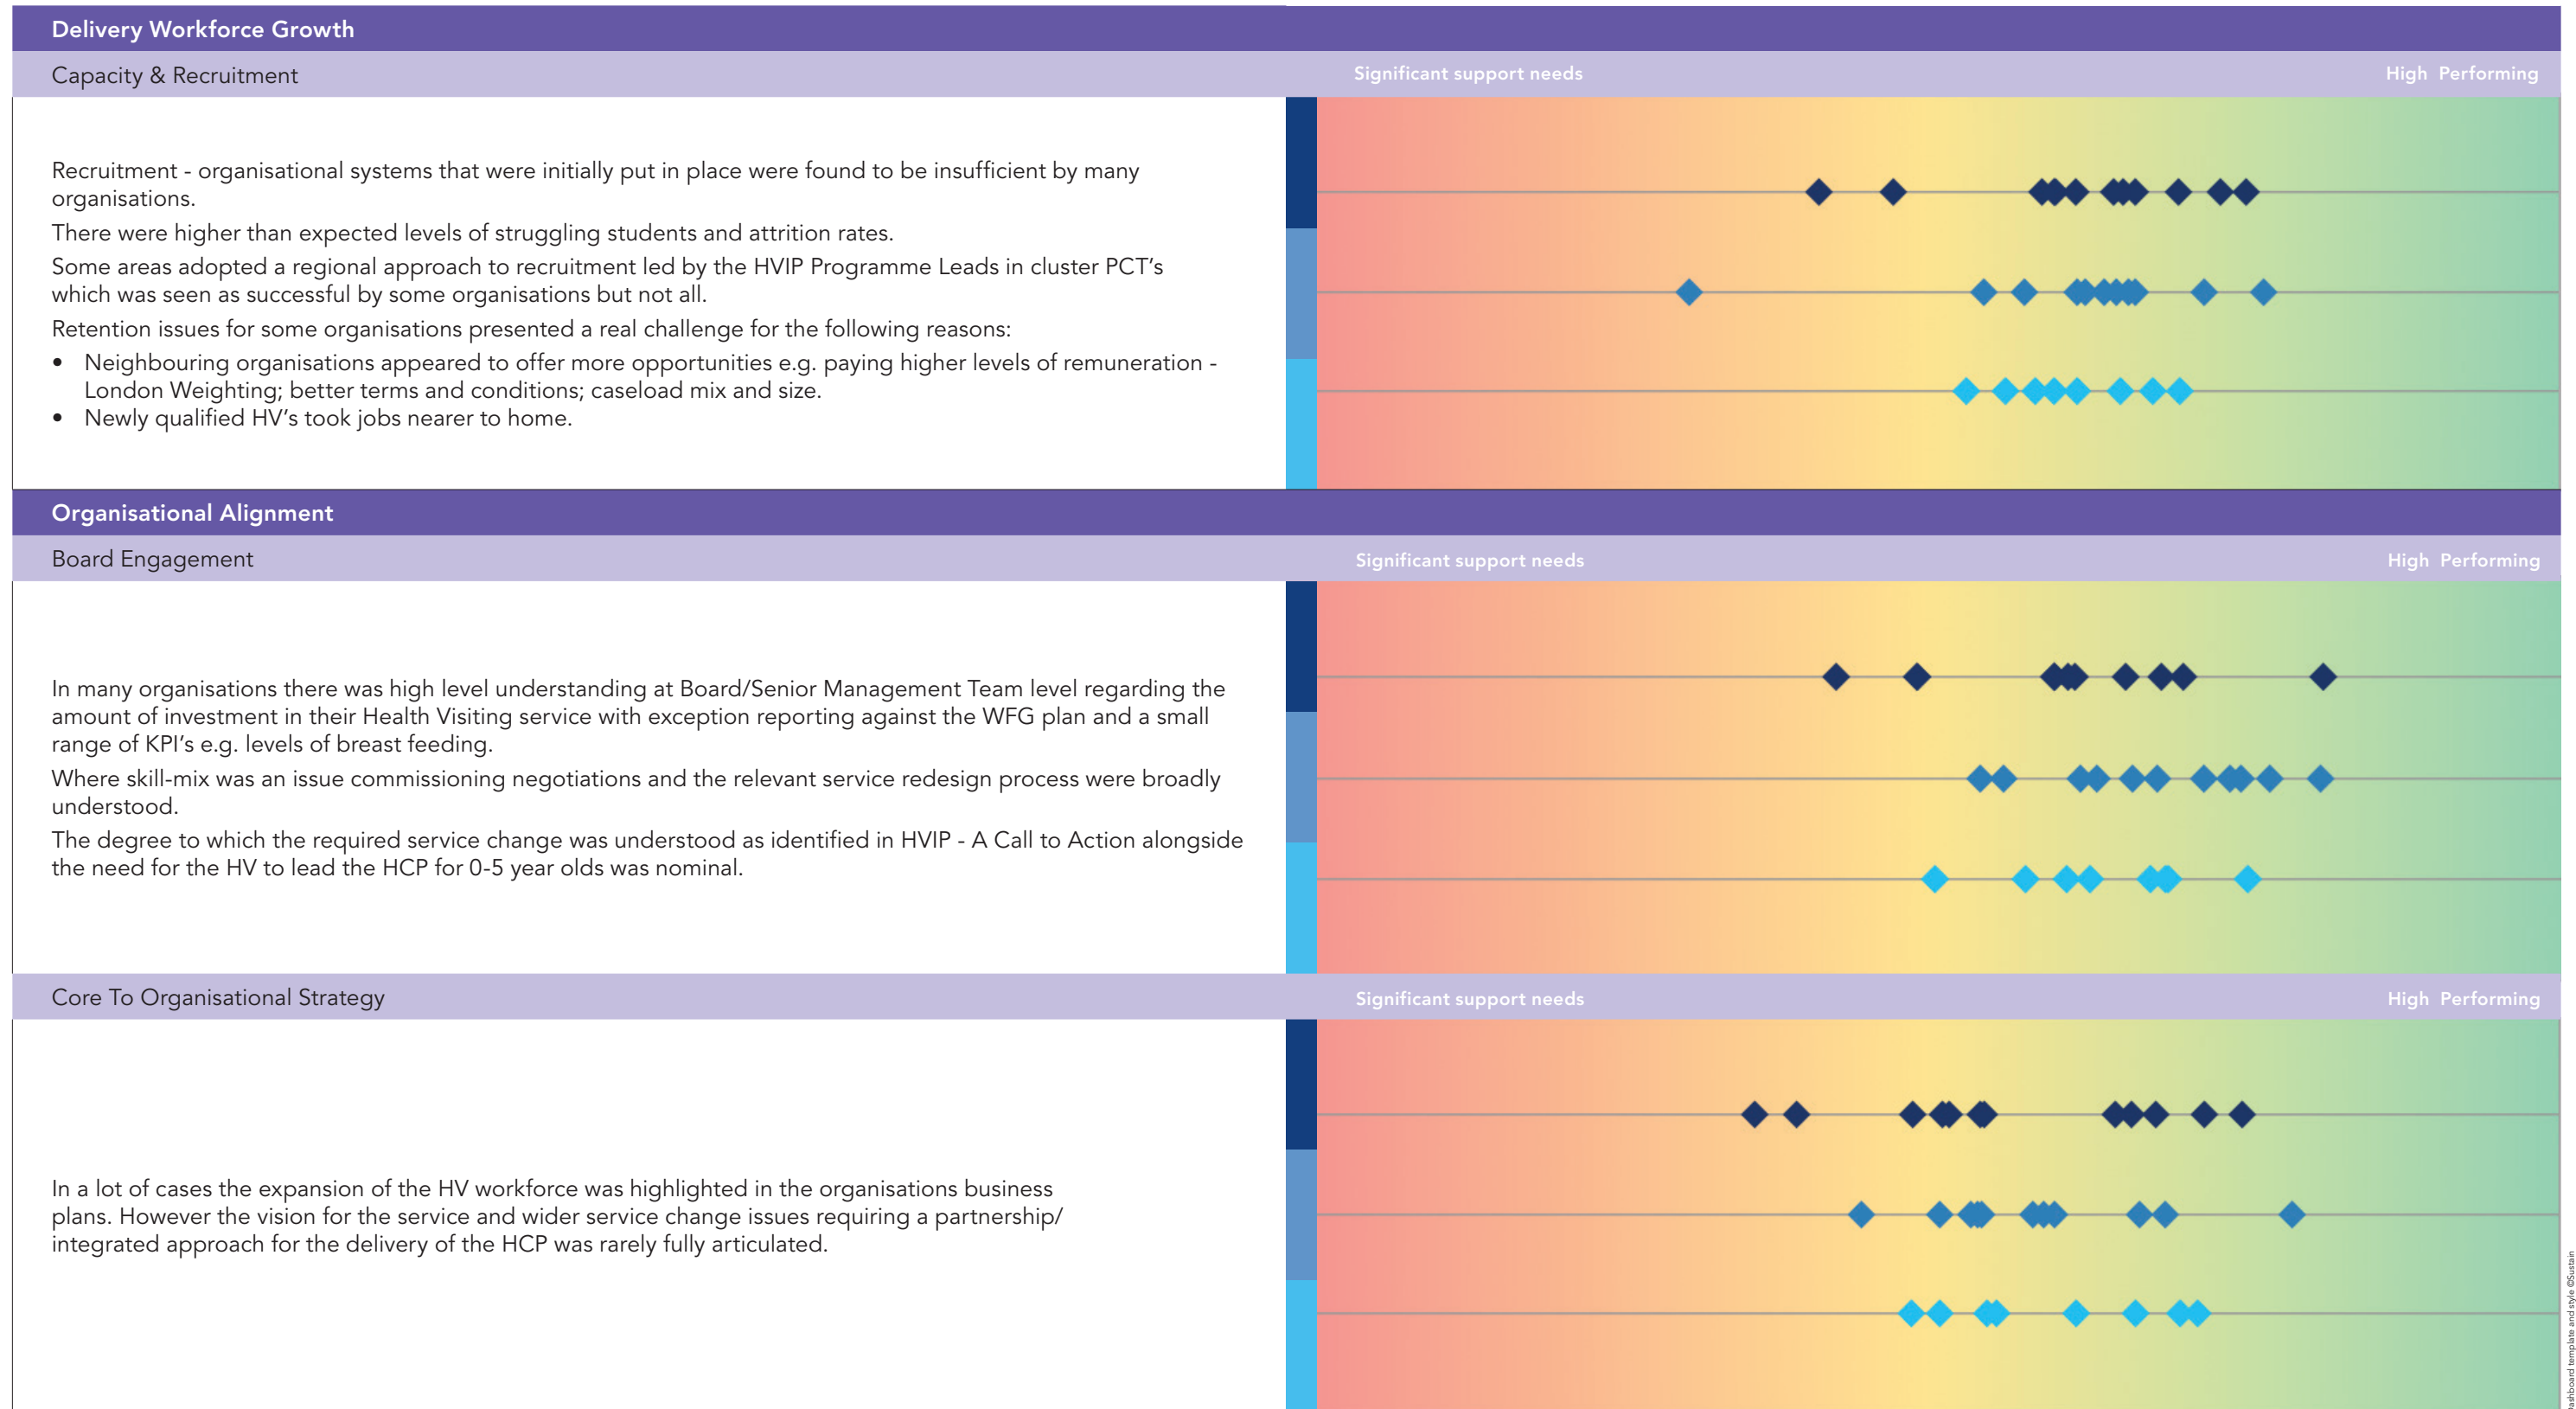 Delivery Workforce Growth
Capacity & Recruitment
Significant support needs
High Performing
Recruitment - organisational systems that were initially put in place were found to be insufficient by many
organisations.
There were higher than expected levels of struggling students and attrition rates.
Some areas adopted a regional approach to recruitment led by the HVIP Programme Leads in cluster PCT's
which was seen as successful by some organisations but not all.
Retention issues for some organisations presented a real challenge for the following reasons:
• Neighbouring organisations appeared to offer more opportunities e.g. paying higher levels of remuneration -
London Weighting; better terms and conditions; caseload mix and size.
• Newly qualified HV's took jobs nearer to home.
Organisational Alignment
Board Engagement
Significant support needs
High Performing
In many organisations there was high level understanding at Board/Senior Management Team level regarding the
amount of investment in their Health Visiting service with exception reporting against the WFG plan and a small
range of KPI's e.g. levels of breast feeding.
Where skill-mix was an issue commissioning negotiations and the relevant service redesign process were broadly
understood.
The degree to which the required service change was understood as identified in HVIP - A Call to Action alongside
the need for the HV to lead the HCP for 0-5 year olds was nominal.
Core To Organisational Strategy
Significant support needs
High Performing
In a lot of cases the expansion of the HV workforce was highlighted in the organisations business
plans. However the vision for the service and wider service change issues requiring a partnership/
integrated approach for the delivery of the HCP was rarely fully articulated.
template and style ©Sustain